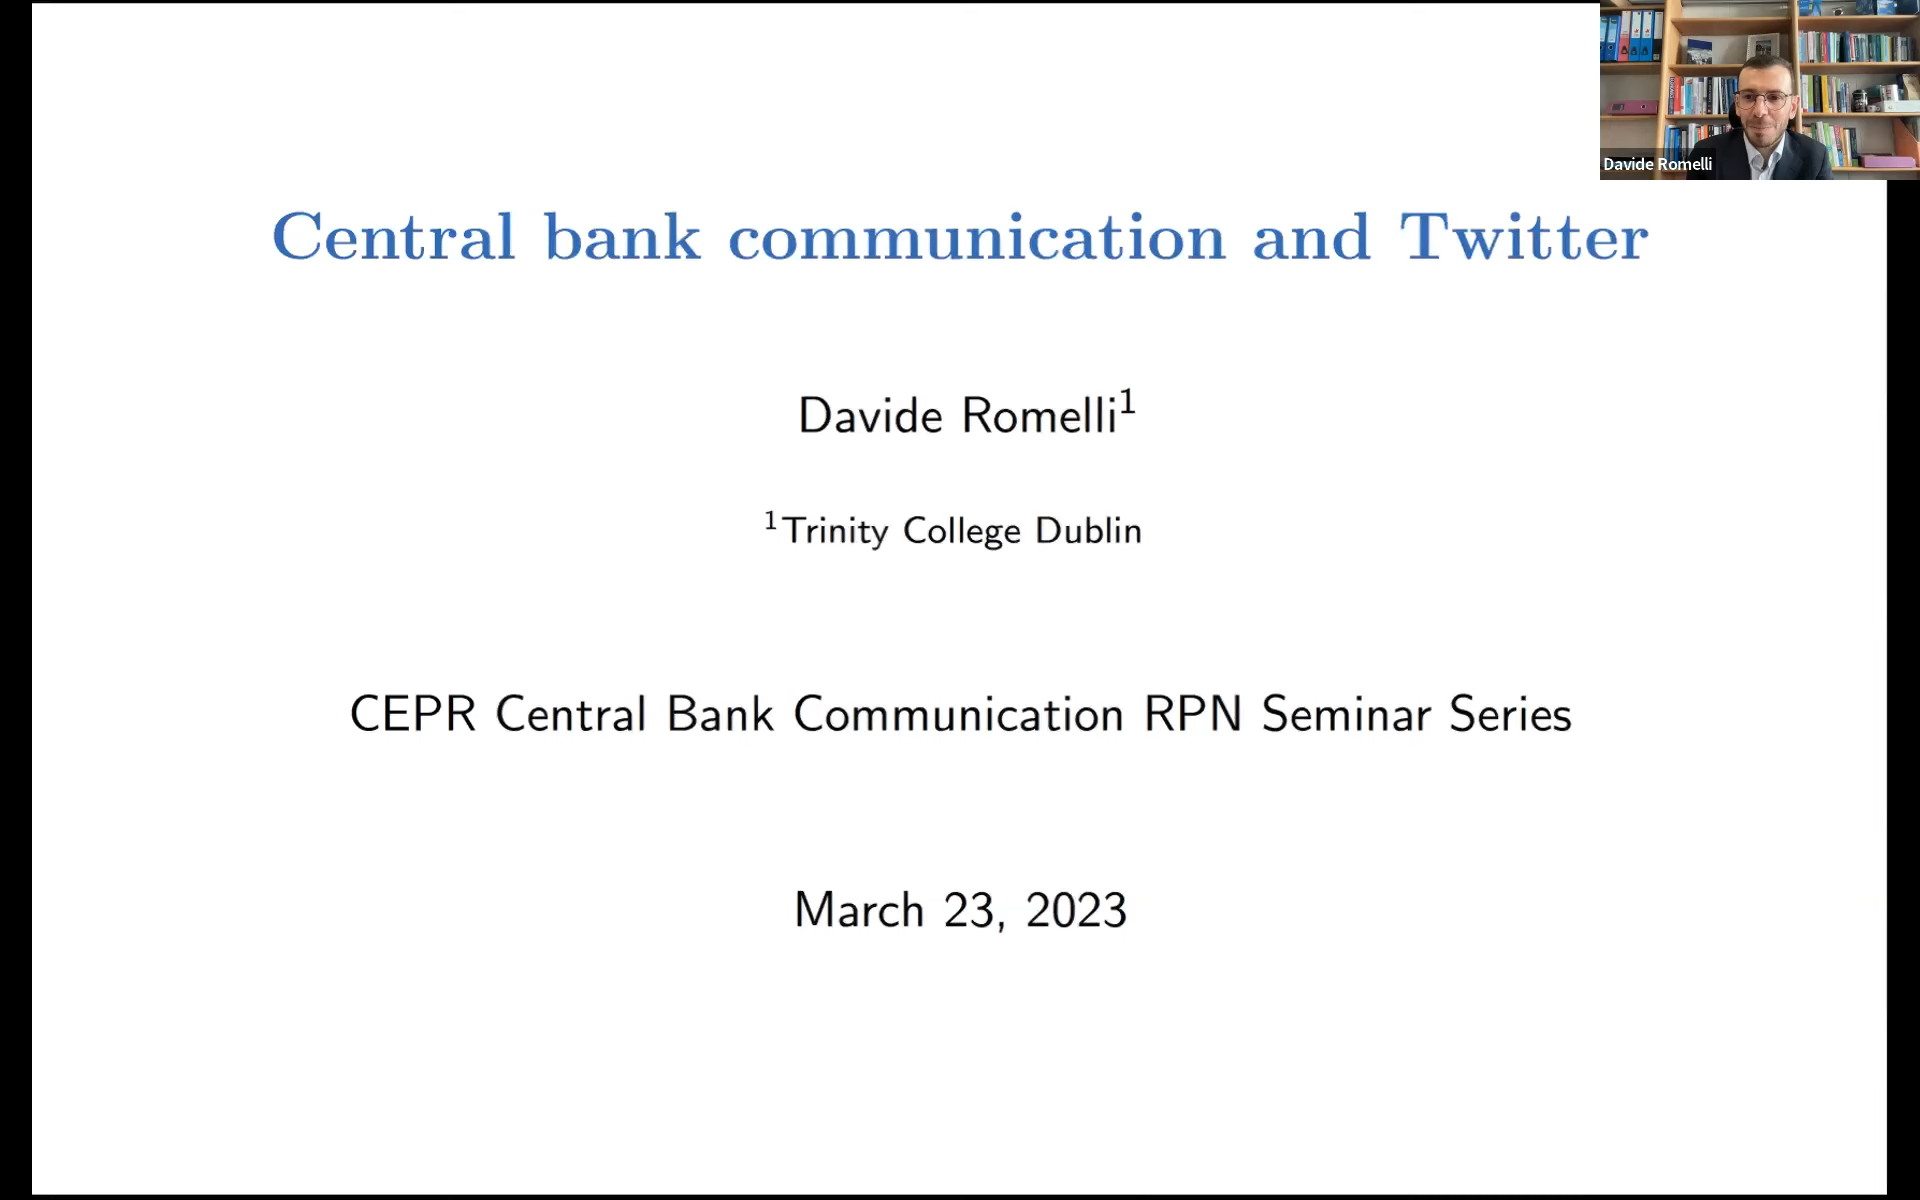 Davide Romelli
Central bank communication and Twitter
Davide Romelli¹
¹Trinity College Dublin
CEPR Central Bank Communication RPN Seminar Series
March 23, 2023